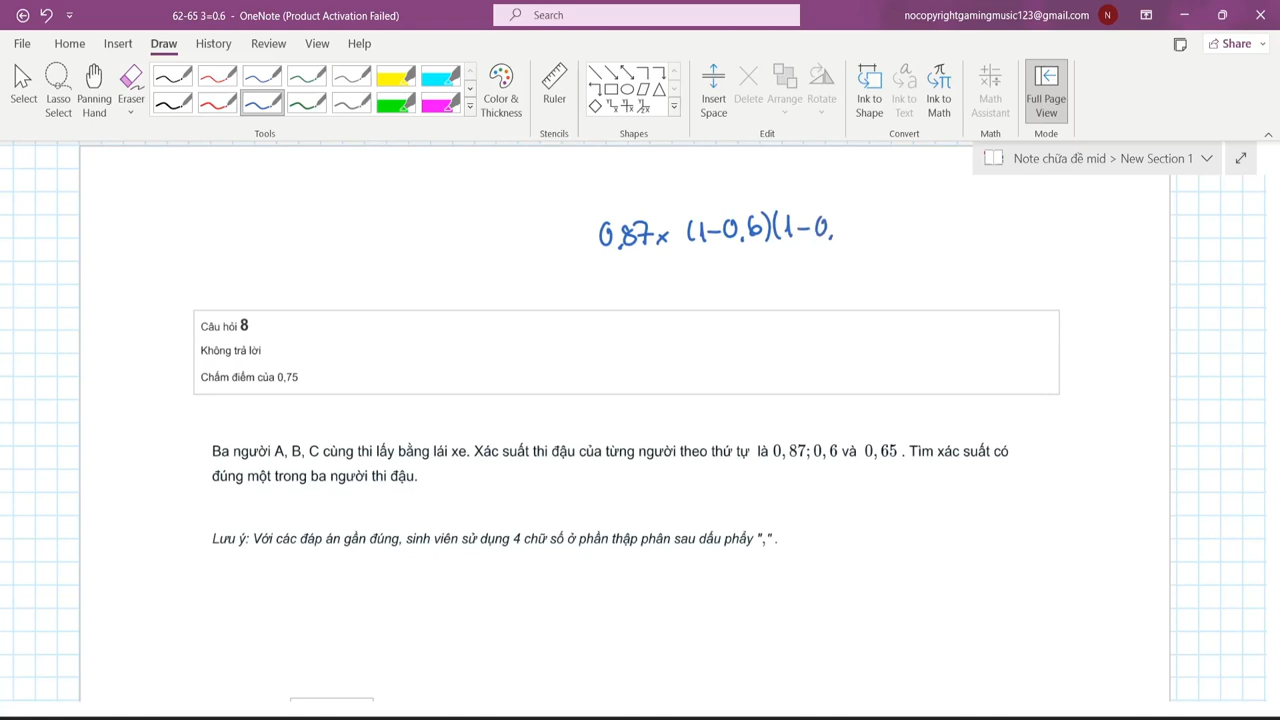 62-65 3=0.6 - OneNote (Product Activation Failed)
Search
nocopyrightgamingmusic123@gmail.com
N
File Home Insert Draw History Review View Help
Share
Select
Lasso Select
Panning Hand
Eraser
Color & Thickness
Ruler
Insert Space
Delete
Arrange
Rotate
Ink to Shape
Ink to Text
Ink to Math
Math Assistant
Full Page View
Tools
Stencils
Shapes
Edit
Convert
Math
Mode
Note chữa đề mid > New Section 1
0,87 x (1-0,6)(1-0,
Câu hỏi 8
Không trả lời
Chấm điểm của 0,75
Ba người A, B, C cùng thi lấy bằng lái xe. Xác suất thi đậu của từng người theo thứ tự là 0,87; 0,6 và 0,65 . Tìm xác suất có
đúng một trong ba người thi đậu.
Lưu ý: Với các đáp án gần đúng, sinh viên sử dụng 4 chữ số ở phần thập phân sau dấu phẩy "," .